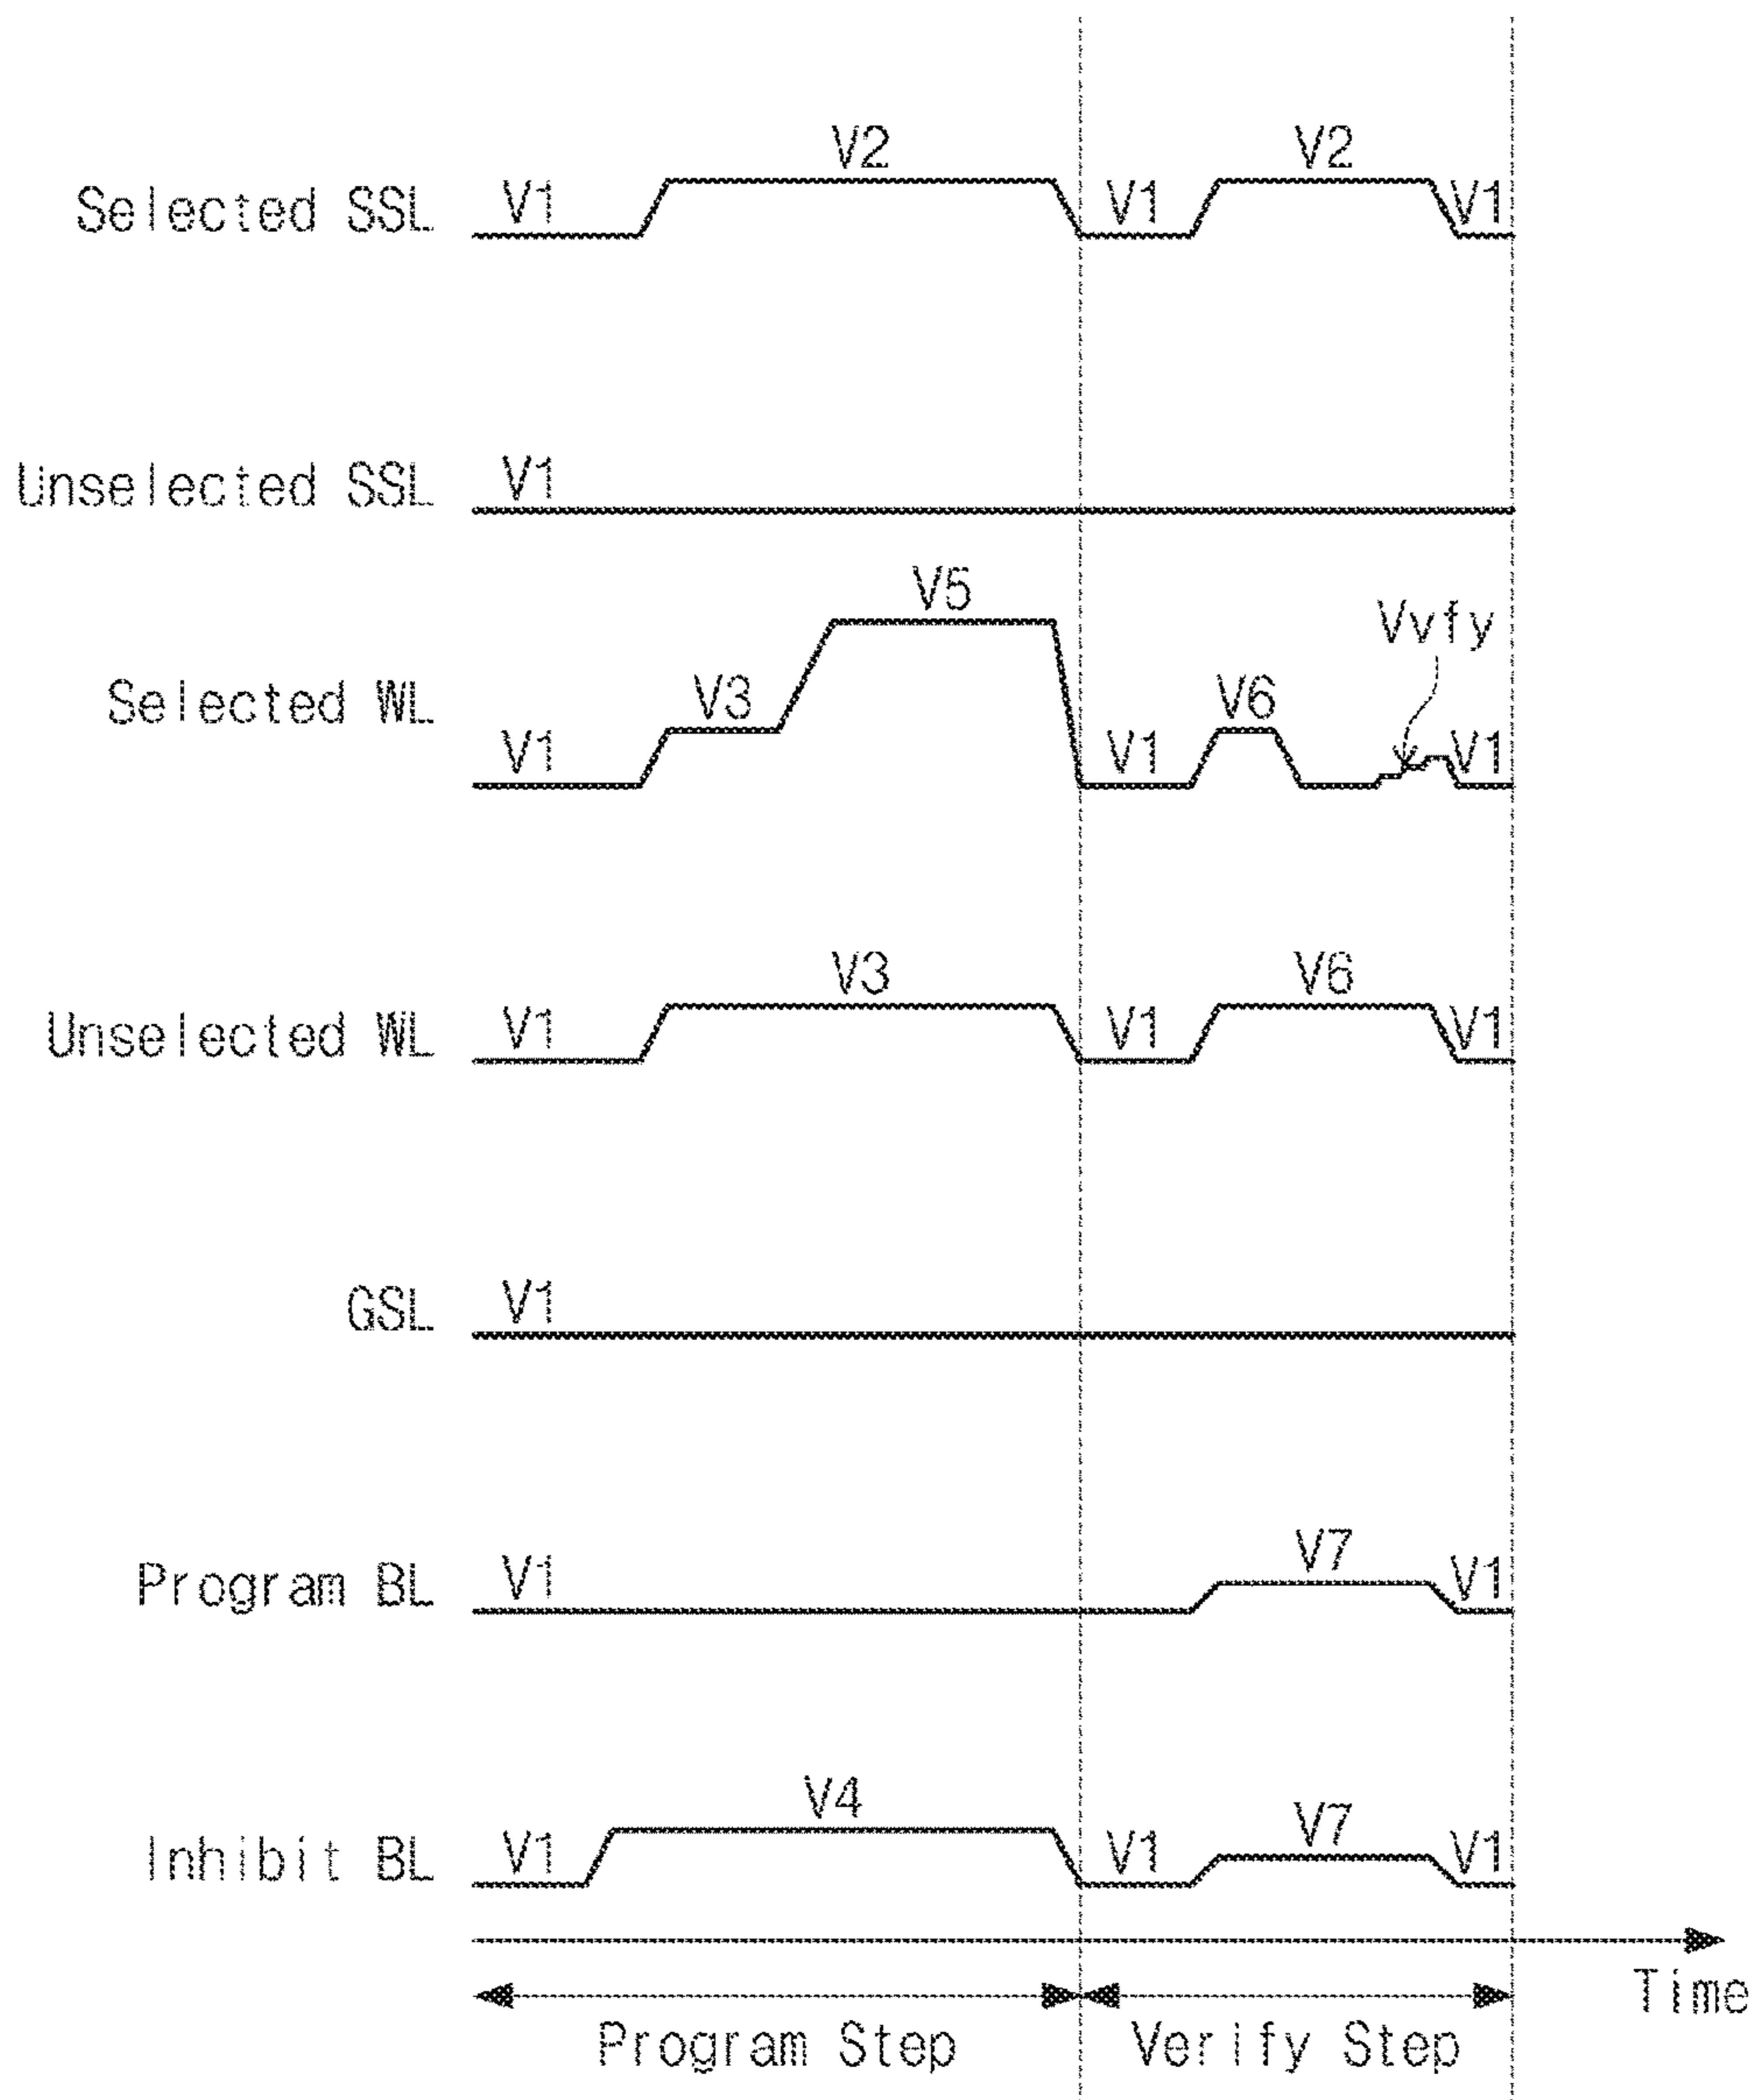 V2 V2
Selected SSL V1 V1 V1
Unselected SSL V1
V5
Vvfy
V3 V6
Selected WL V1 V1 V1
V3 V6
Unselected WL V1 V1 V1
GSL V1
V7
Program BL V1 V1
V4 V7
Inhibit BL V1 V1 V1
Time
Program Step Verify Step